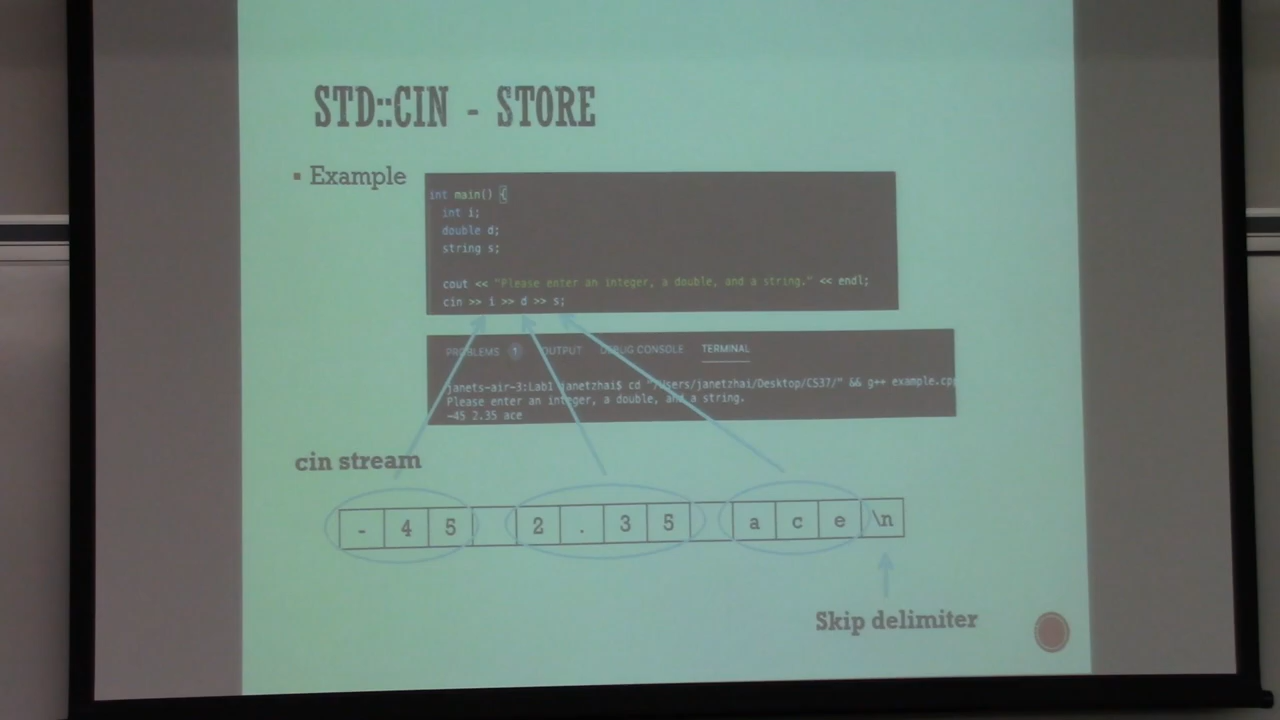 STD::CIN - STORE
Example
int main() {
int i;
double d;
string s;
cout << "Please enter an integer, a double, and a string." << endl;
cin >> i >> d >> s;
PROBLEMS 1 OUTPUT DEBUG CONSOLE TERMINAL
janets-air-3:Lab1 janetzhai$ cd "/Users/janetzhai/Desktop/CS37/" && g++ example.cpp
Please enter an integer, a double, and a string.
-45 2.35 ace
cin stream
- 4 5 2 . 3 5 a c e \n
Skip delimiter